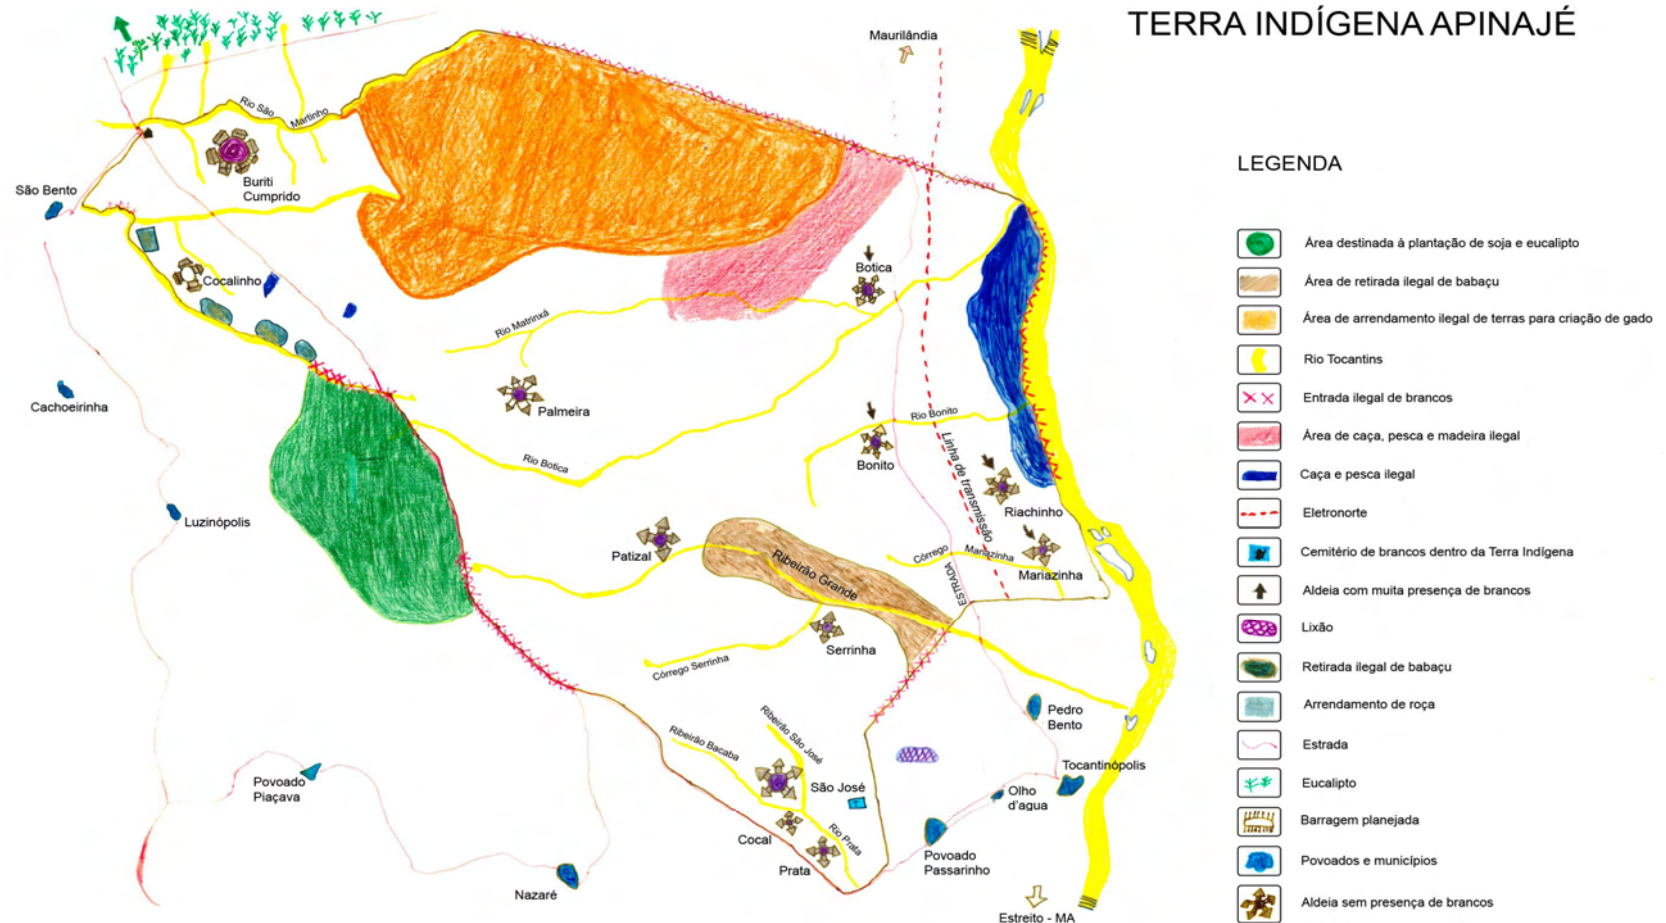 TERRA INDÍGENA APINAJÉ
Maurilândia
Rio São
Martinho
Buriti
Cumprido
São Bento
Cocalinho
Botica
Rio Matrinxá
Cachoeirinha
Palmeira
Rio Bonito
Bonito
Linha de transmissão
Rio Botica
Riachinho
Luzinópolis
Patizal
Ribeirão Grande
Córrego
Mariazinha
Mariazinha
ESTRADA
Serrinha
Córrego Serrinha
Pedro
Bento
Ribeirão São José
Ribeirão Bacaba
Povoado
Piaçava
São José
Tocantinópolis
Olho
d'agua
Cocal
Rio Prata
Prata
Povoado
Passarinho
Nazaré
Estreito - MA
LEGENDA
Área destinada à plantação de soja e eucalipto
Área de retirada ilegal de babaçu
Área de arrendamento ilegal de terras para criação de gado
Rio Tocantins
Entrada ilegal de brancos
Área de caça, pesca e madeira ilegal
Caça e pesca ilegal
Eletronorte
Cemitério de brancos dentro da Terra Indígena
Aldeia com muita presença de brancos
Lixão
Retirada ilegal de babaçu
Arrendamento de roça
Estrada
Eucalipto
Barragem planejada
Povoados e municípios
Aldeia sem presença de brancos